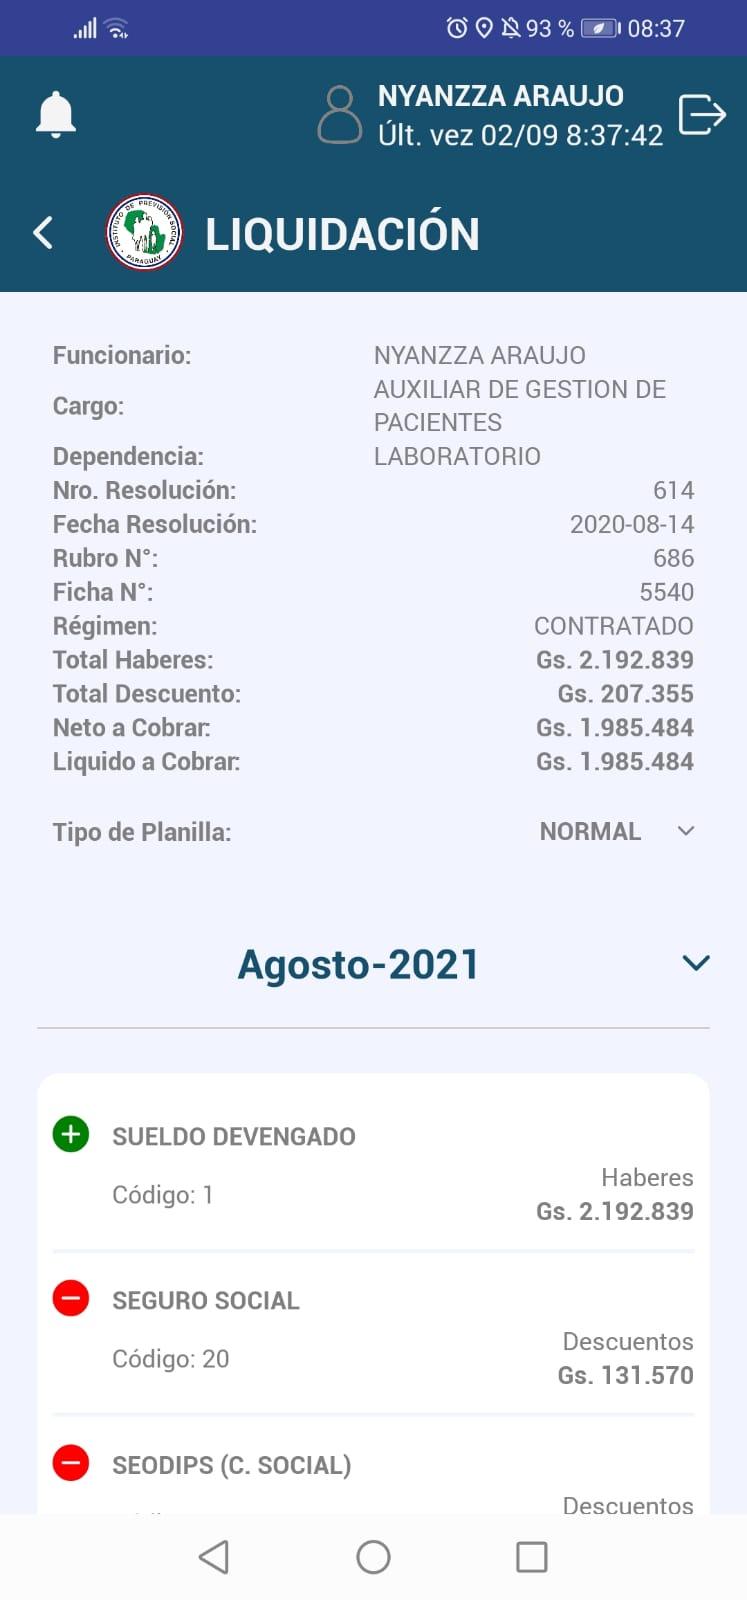 93 % 08:37
NYANZZA ARAUJO
Últ. vez 02/09 8:37:42
INSTITUTO DE PREVISIÓN SOCIAL
PARAGUAY
LIQUIDACIÓN
Funcionario: NYANZZA ARAUJO
Cargo: AUXILIAR DE GESTION DE
PACIENTES
Dependencia: LABORATORIO
Nro. Resolución: 614
Fecha Resolución: 2020-08-14
Rubro N°: 686
Ficha N°: 5540
Régimen: CONTRATADO
Total Haberes: Gs. 2.192.839
Total Descuento: Gs. 207.355
Neto a Cobrar: Gs. 1.985.484
Liquido a Cobrar: Gs. 1.985.484
Tipo de Planilla: NORMAL
Agosto-2021
SUELDO DEVENGADO
Haberes
Código: 1
Gs. 2.192.839
SEGURO SOCIAL
Descuentos
Código: 20
Gs. 131.570
SEODIPS (C. SOCIAL)
Descuentos